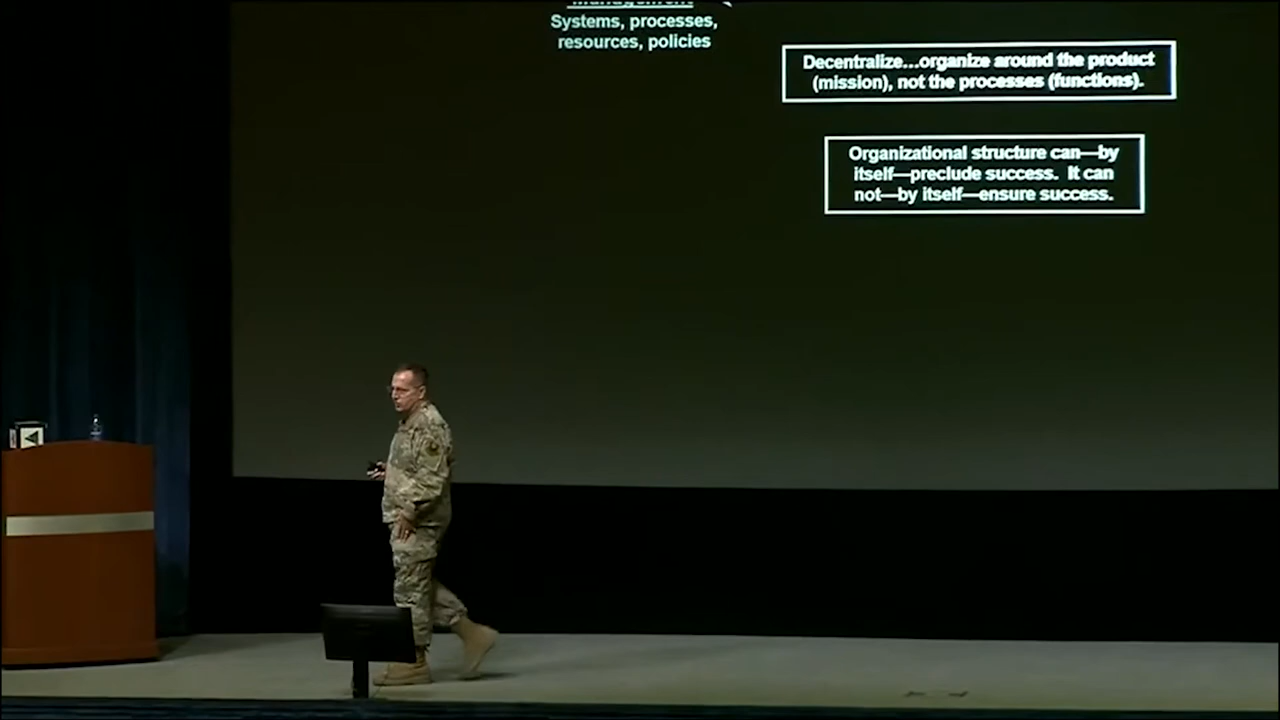 Management
Systems, processes,
resources, policies
Decentralize...organize around the product
(mission), not the processes (functions).
Organizational structure can—by
itself—preclude success. It can
not—by itself—ensure success.